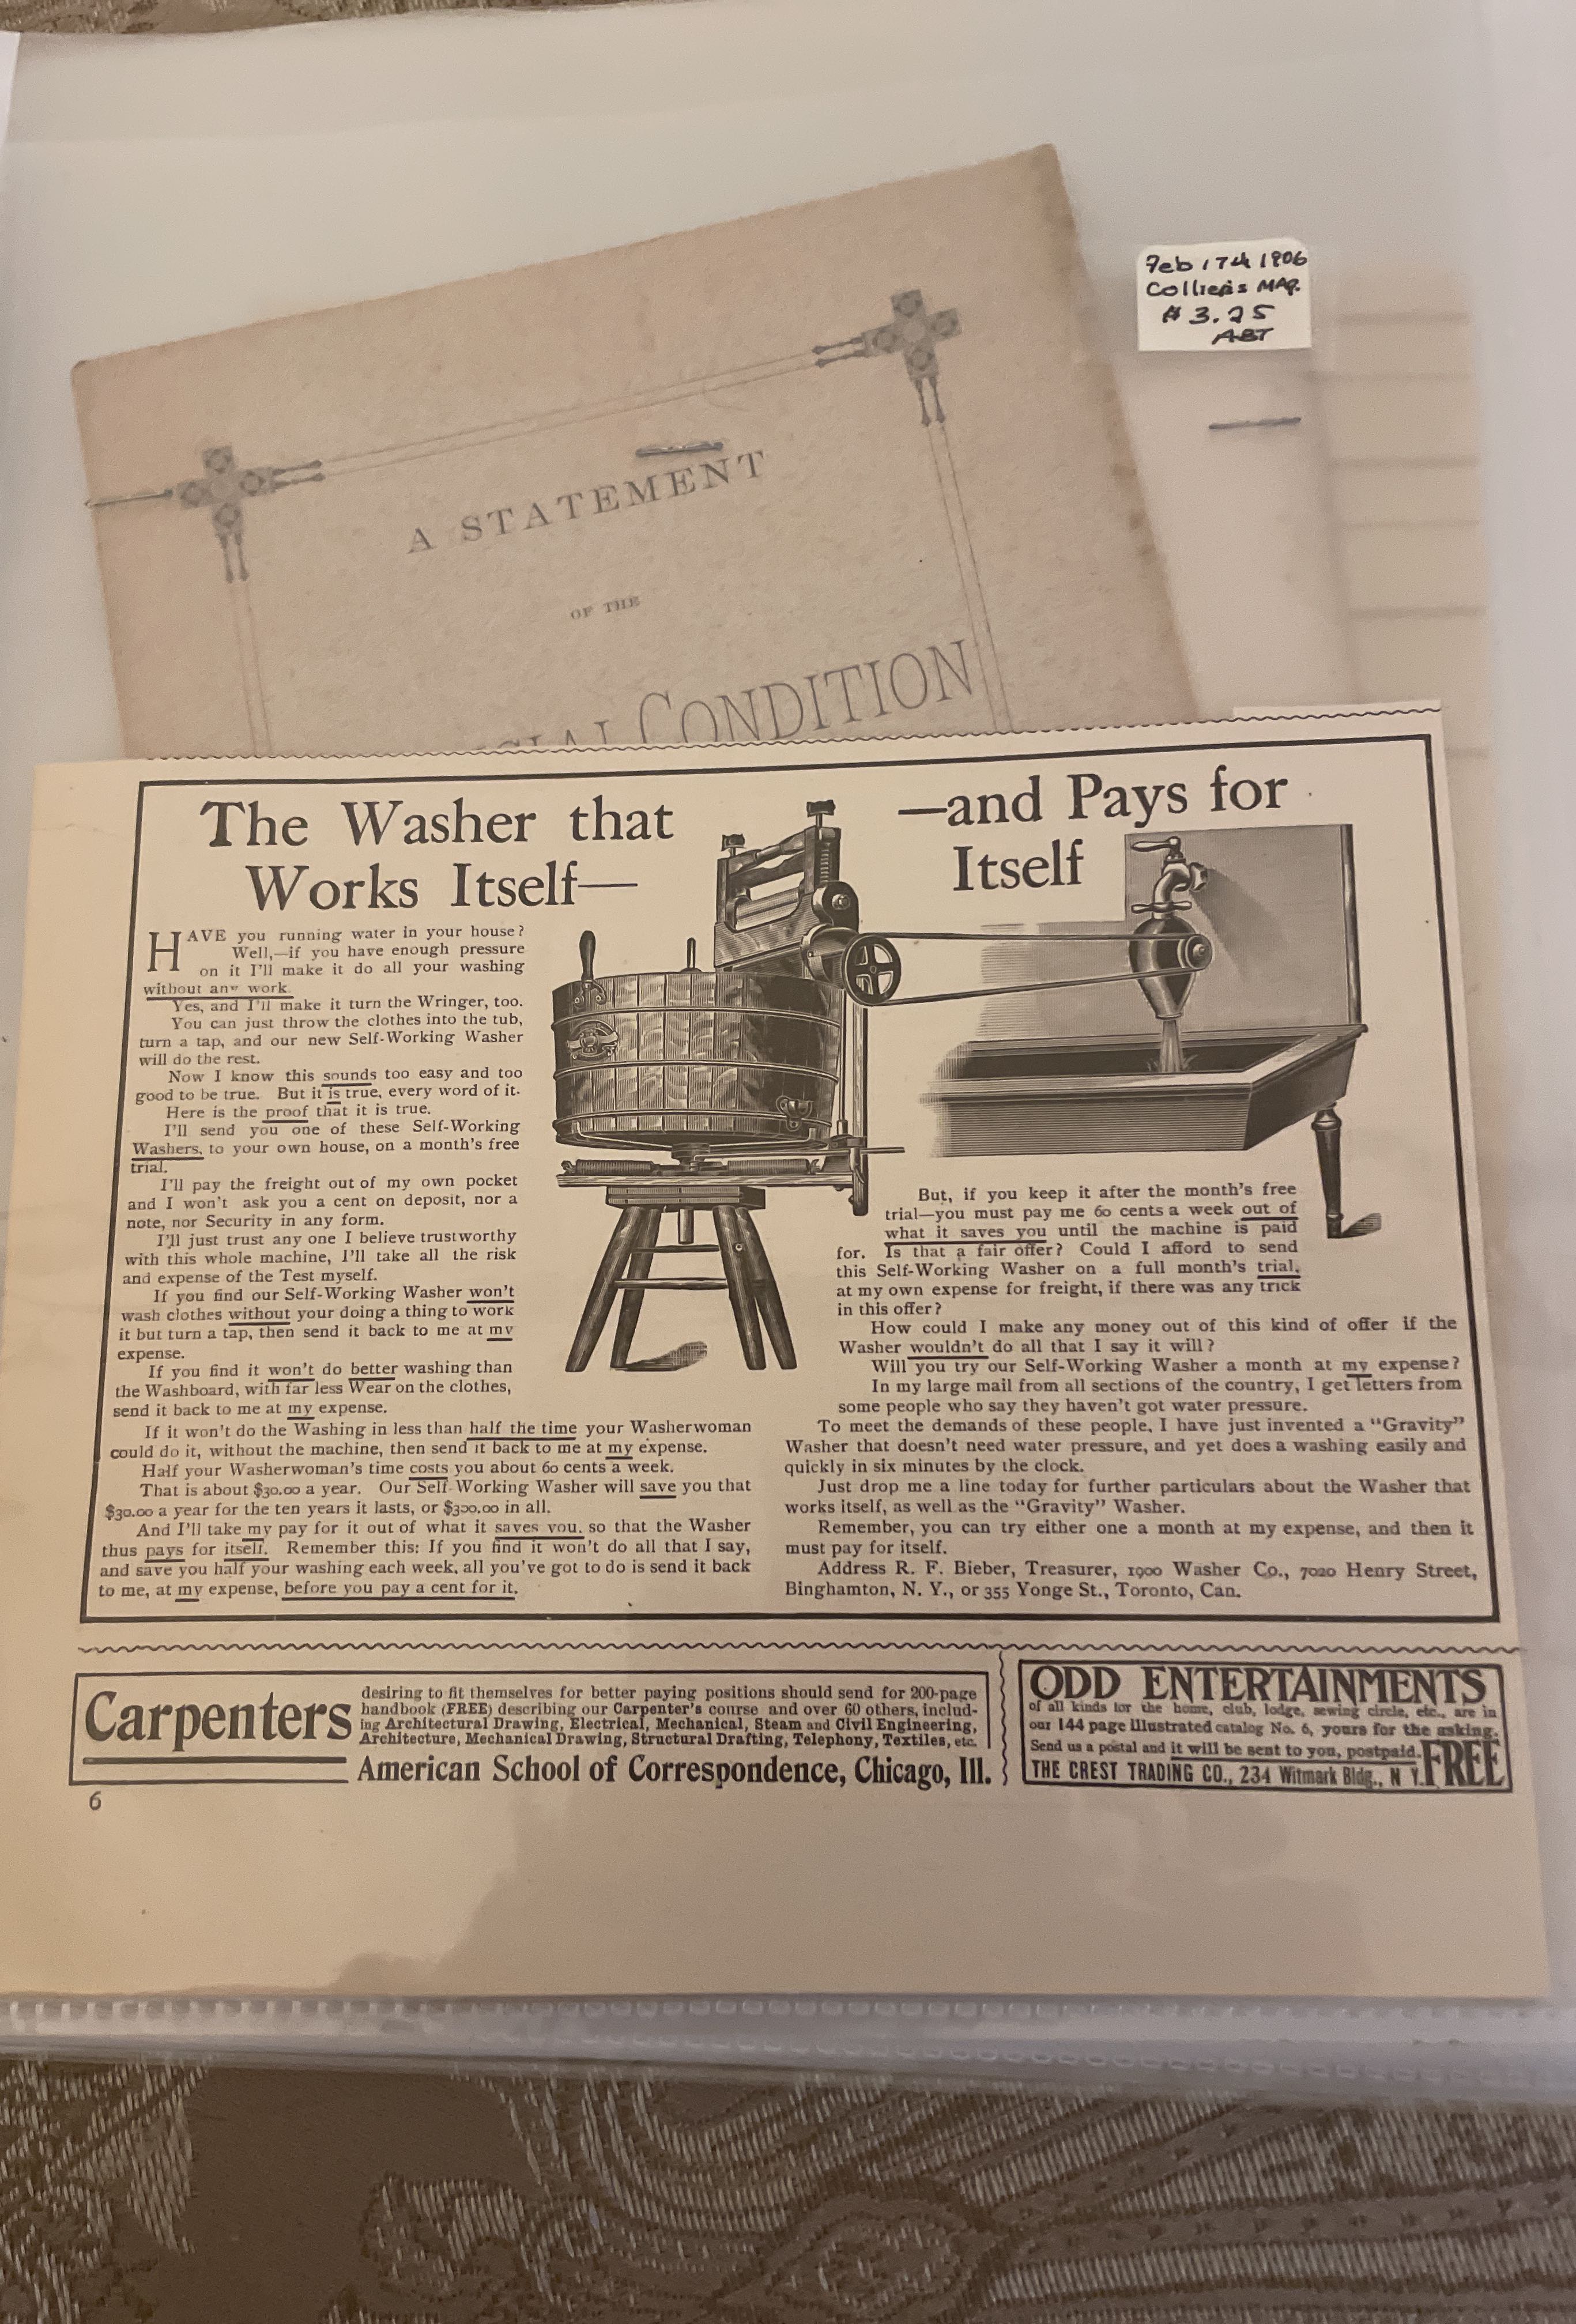 Feb 17th 1906
Collier's MAG.
$3.25
ABT
A STATEMENT
OF THE
CIAL CONDITION
The Washer that
Works Itself—
—and Pays for
Itself
HAVE you running water in your house?
Well,—if you have enough pressure
on it I'll make it do all your washing
without any work.
Yes, and I'll make it turn the Wringer, too.
You can just throw the clothes into the tub,
turn a tap, and our new Self-Working Washer
will do the rest.
Now I know this sounds too easy and too
good to be true. But it is true, every word of it.
Here is the proof that it is true.
I'll send you one of these Self-Working
Washers, to your own house, on a month's free
trial.
I'll pay the freight out of my own pocket
and I won't ask you a cent on deposit, nor a
note, nor Security in any form.
I'll just trust any one I believe trustworthy
with this whole machine, I'll take all the risk
and expense of the Test myself.
If you find our Self-Working Washer won't
wash clothes without your doing a thing to work
it but turn a tap, then send it back to me at my
expense.
If you find it won't do better washing than
the Washboard, with far less Wear on the clothes,
send it back to me at my expense.
If it won't do the Washing in less than half the time your Washerwoman
could do it, without the machine, then send it back to me at my expense.
Half your Washerwoman's time costs you about 60 cents a week.
That is about $30.00 a year. Our Self-Working Washer will save you that
$30.00 a year for the ten years it lasts, or $300.00 in all.
And I'll take my pay for it out of what it saves you, so that the Washer
thus pays for itself. Remember this: If you find it won't do all that I say,
and save you half your washing each week, all you've got to do is send it back
to me, at my expense, before you pay a cent for it.
But, if you keep it after the month's free
trial—you must pay me 60 cents a week out of
what it saves you until the machine is paid
for. Is that a fair offer? Could I afford to send
this Self-Working Washer on a full month's trial,
at my own expense for freight, if there was any trick
in this offer?
How could I make any money out of this kind of offer if the
Washer wouldn't do all that I say it will?
Will you try our Self-Working Washer a month at my expense?
In my large mail from all sections of the country, I get letters from
some people who say they haven't got water pressure.
To meet the demands of these people, I have just invented a "Gravity"
Washer that doesn't need water pressure, and yet does a washing easily and
quickly in six minutes by the clock.
Just drop me a line today for further particulars about the Washer that
works itself, as well as the "Gravity" Washer.
Remember, you can try either one a month at my expense, and then it
must pay for itself.
Address R. F. Bieber, Treasurer, 1900 Washer Co., 7020 Henry Street,
Binghamton, N. Y., or 355 Yonge St., Toronto, Can.
Carpenters
desiring to fit themselves for better paying positions should send for 200-page
handbook (FREE) describing our Carpenter's course and over 60 others, includ-
ing Architectural Drawing, Electrical, Mechanical, Steam and Civil Engineering,
Architecture, Mechanical Drawing, Structural Drafting, Telephony, Textiles, etc.
American School of Correspondence, Chicago, Ill.
ODD ENTERTAINMENTS
of all kinds for the home, club, lodge, sewing circle, etc., are in
our 144 page illustrated catalog No. 6, yours for the asking.
Send us a postal and it will be sent to you, postpaid. FREE
THE CREST TRADING CO., 234 Witmark Bldg., N Y.
6